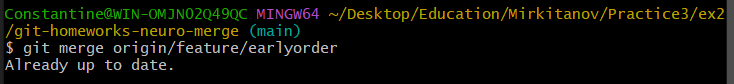 Constantine@WIN-OMJN02Q49QC MINGW64 ~/Desktop/Education/Mirkitanov/Practice3/ex2
/git-homeworks-neuro-merge (main)
$ git merge origin/feature/earlyorder
Already up to date.